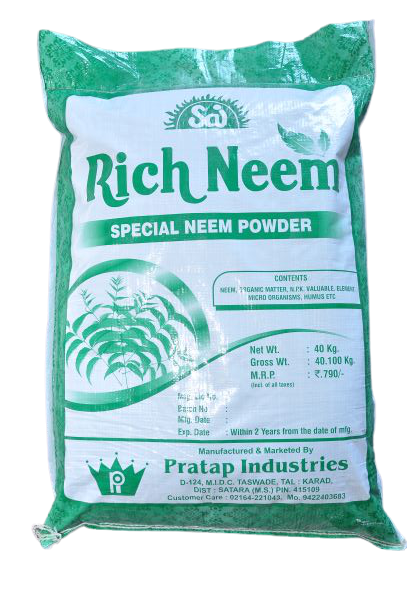 Sai
Rich Neem
SPECIAL NEEM POWDER
CONTENTS
NEEM, ORGANIC MATTER, N.P.K. VALUABLE, ELEMENT
MICRO ORGANISMS, HUMUS ETC
Net Wt. : 40 Kg.
Gross Wt. : 40.100 Kg.
M.R.P. : ₹.790/-
(Incl. of all taxes)
Mfg. Lic No.
Batch No :
Mfg. Date :
Exp. Date : Within 2 Years from the date of mfg.
Manufactured & Marketed By
Pratap Industries
D-124, M.I.D.C. TASWADE, TAL : KARAD,
DIST : SATARA (M.S.) PIN. 415109
Customer Care : 02164-221043, Mo. 9422403683